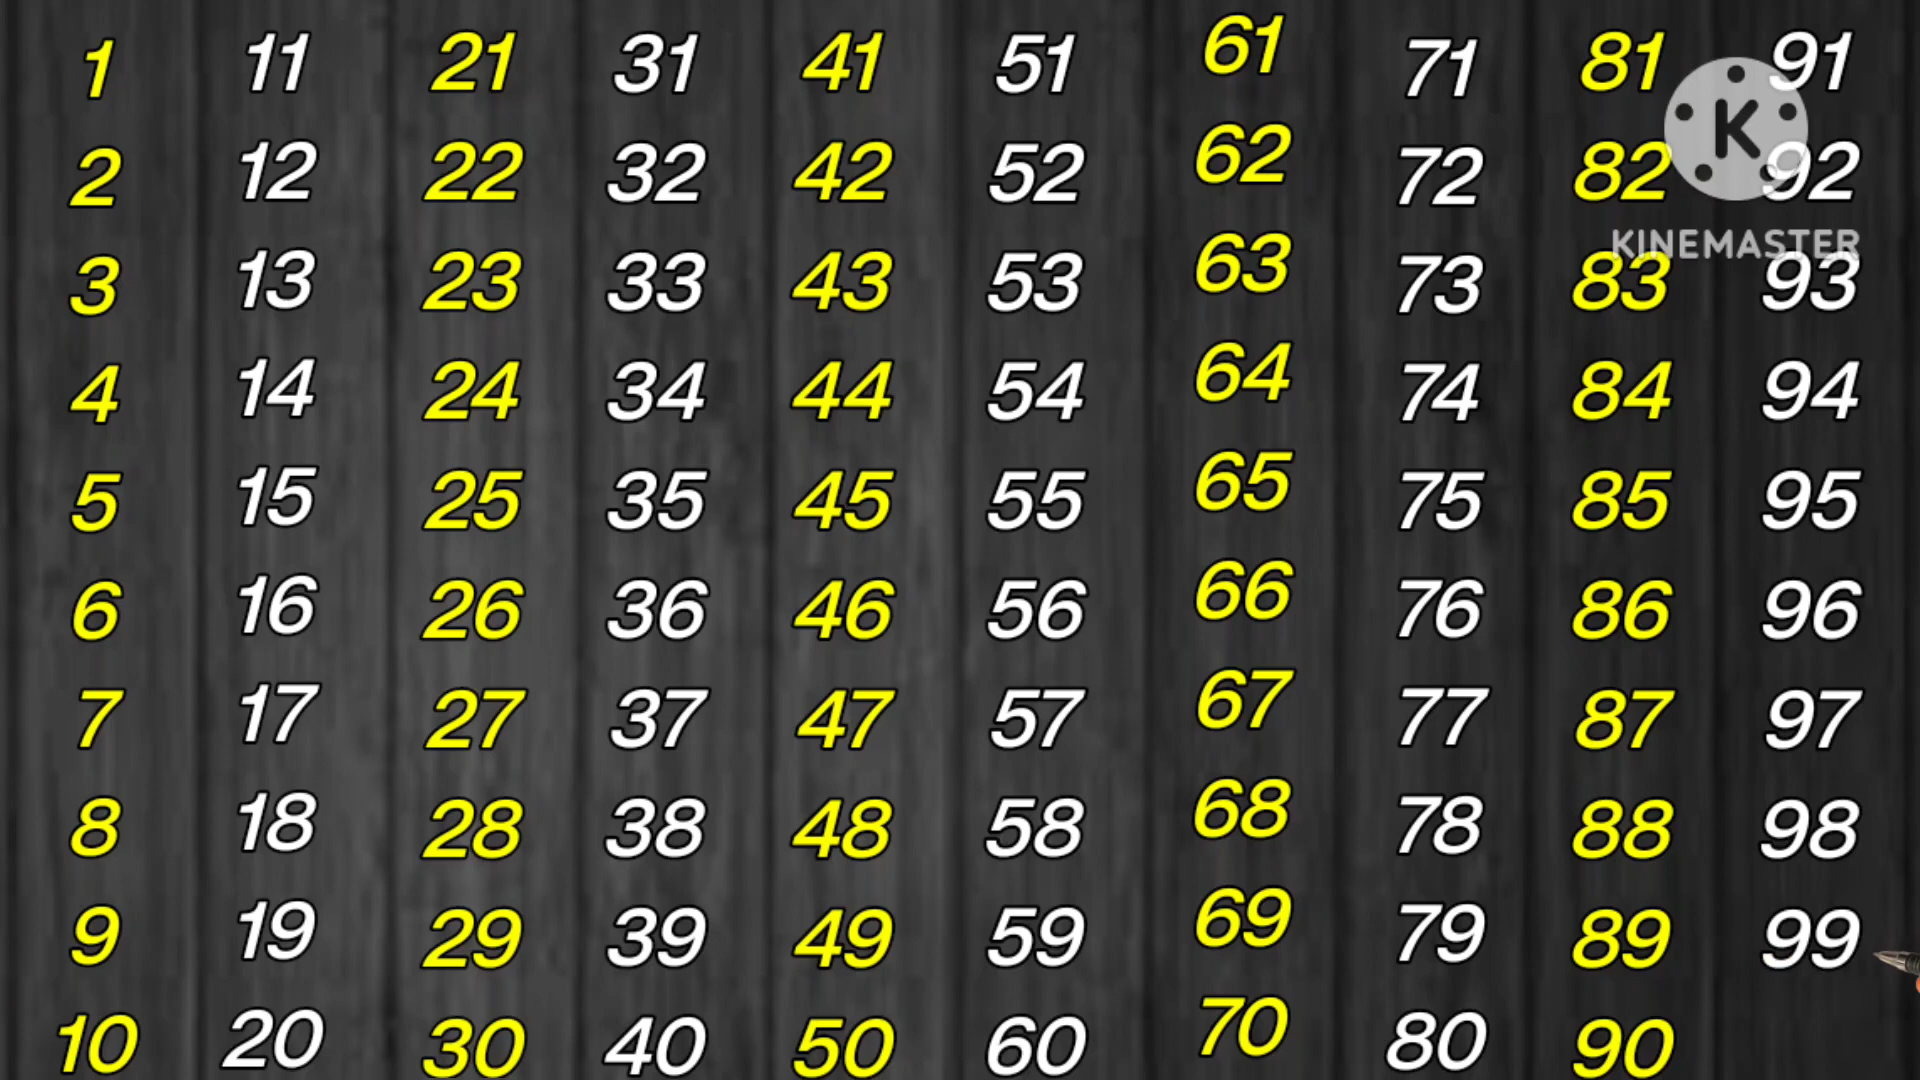 1 11 21 31 41 51 61 71 81 91
2 12 22 32 42 52 62 72 82 92
K
KINEMASTER
3 13 23 33 43 53 63 73 83 93
4 14 24 34 44 54 64 74 84 94
5 15 25 35 45 55 65 75 85 95
6 16 26 36 46 56 66 76 86 96
7 17 27 37 47 57 67 77 87 97
8 18 28 38 48 58 68 78 88 98
9 19 29 39 49 59 69 79 89 99
10 20 30 40 50 60 70 80 90